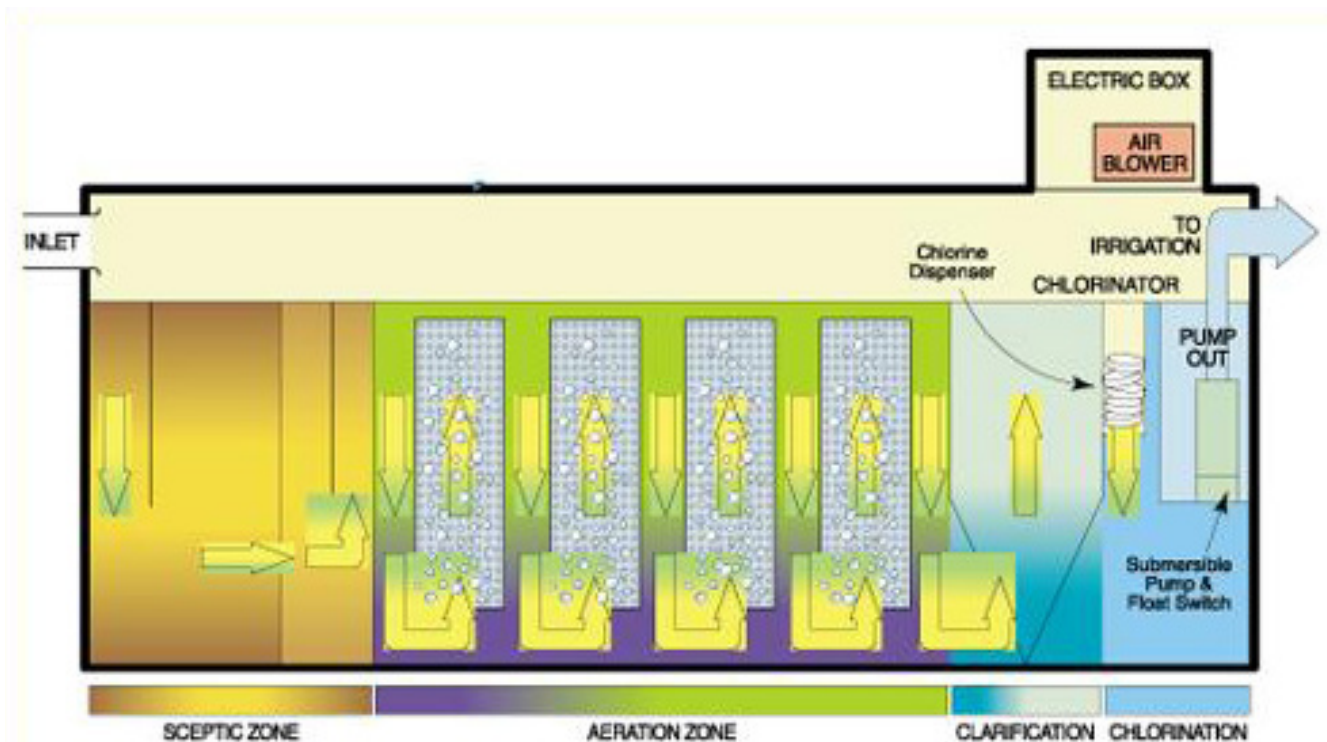 ELECTRIC BOX
AIR
BLOWER
INLET
TO
IRRIGATION
Chlorine
Dispenser
CHLORINATOR
PUMP
OUT
Submersible
Pump &
Float Switch
SCEPTIC ZONE
AERATION ZONE
CLARIFICATION
CHLORINATION